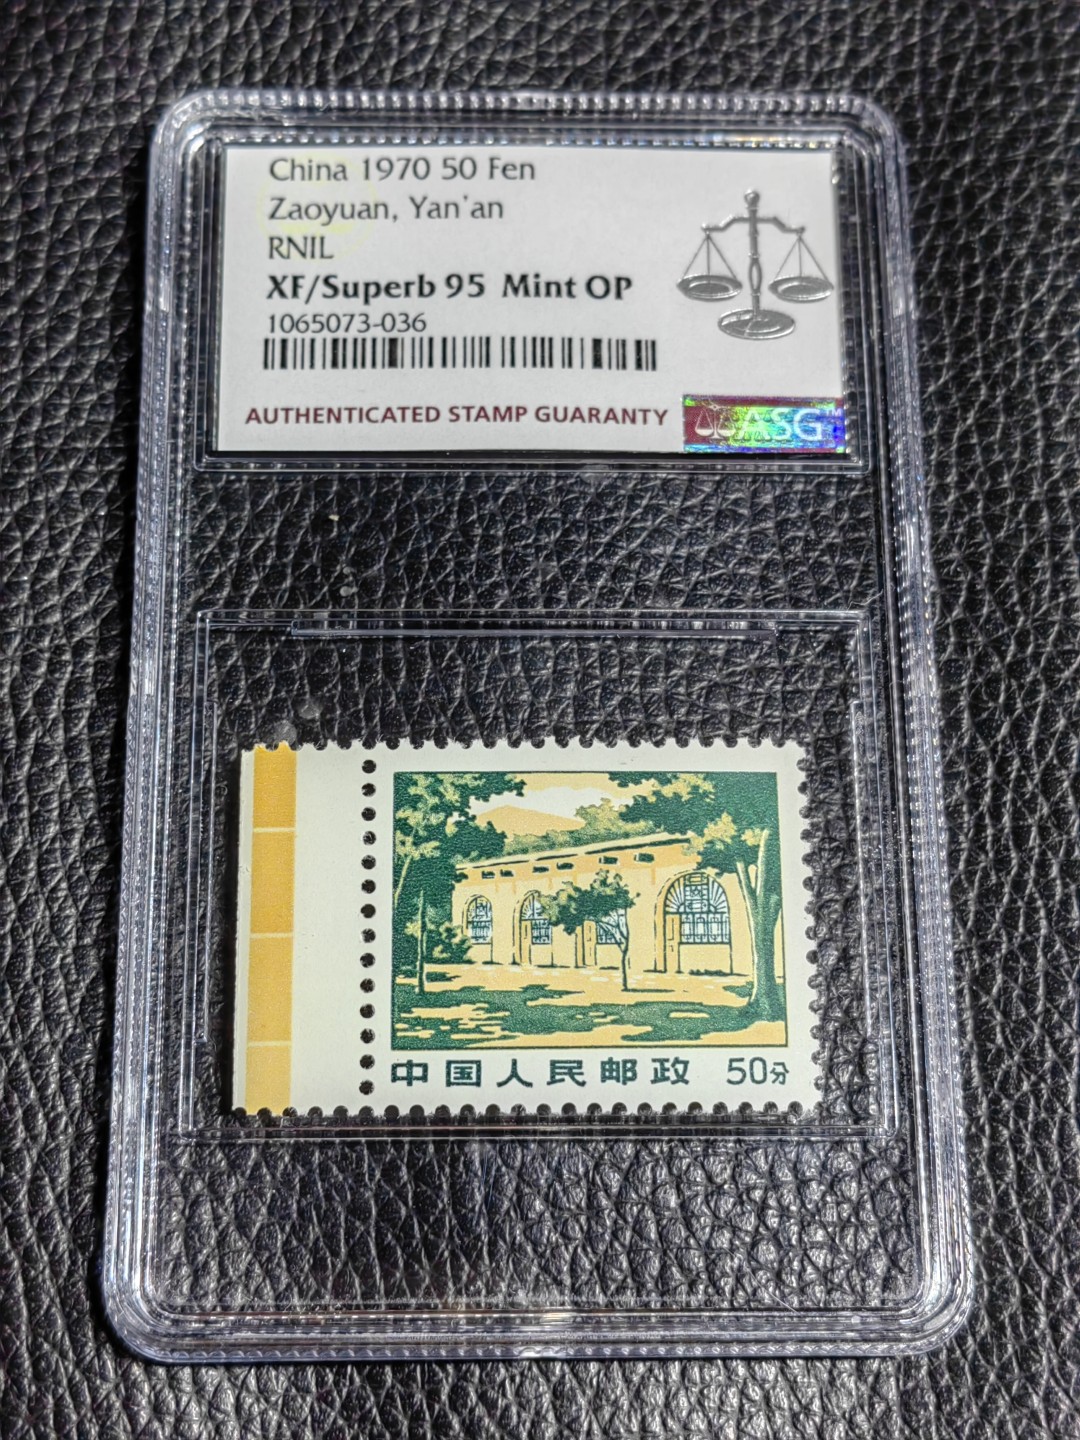 China 1970 50 Fen
Zaoyuan, Yan'an
RNIL
XF/Superb 95 Mint OP
1065073-036
AUTHENTICATED STAMP GUARANTY
ASG
中国人民邮政 50分